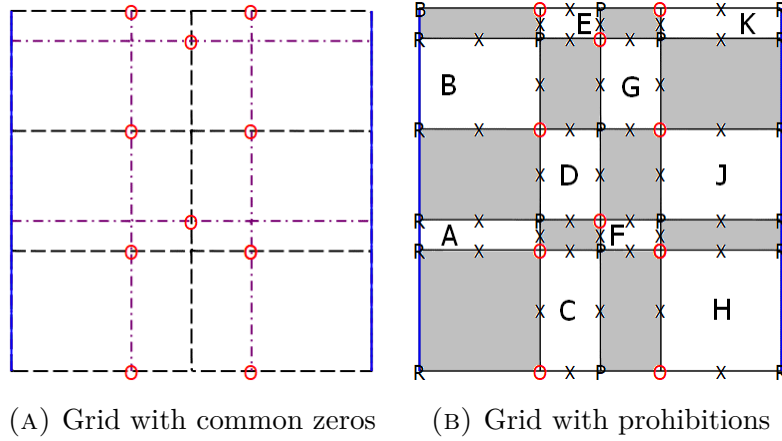 O O
O
O O
O
O O
O O
B O X P O X R
X E X X K
R X P X O X P X R
B X X G X
R X O X P X O X R
X D X X J
R X P X O X P X R
A X X F X
R X O X P X O X R
X C X X H
R O X P O X R
(A) Grid with common zeros
(B) Grid with prohibitions